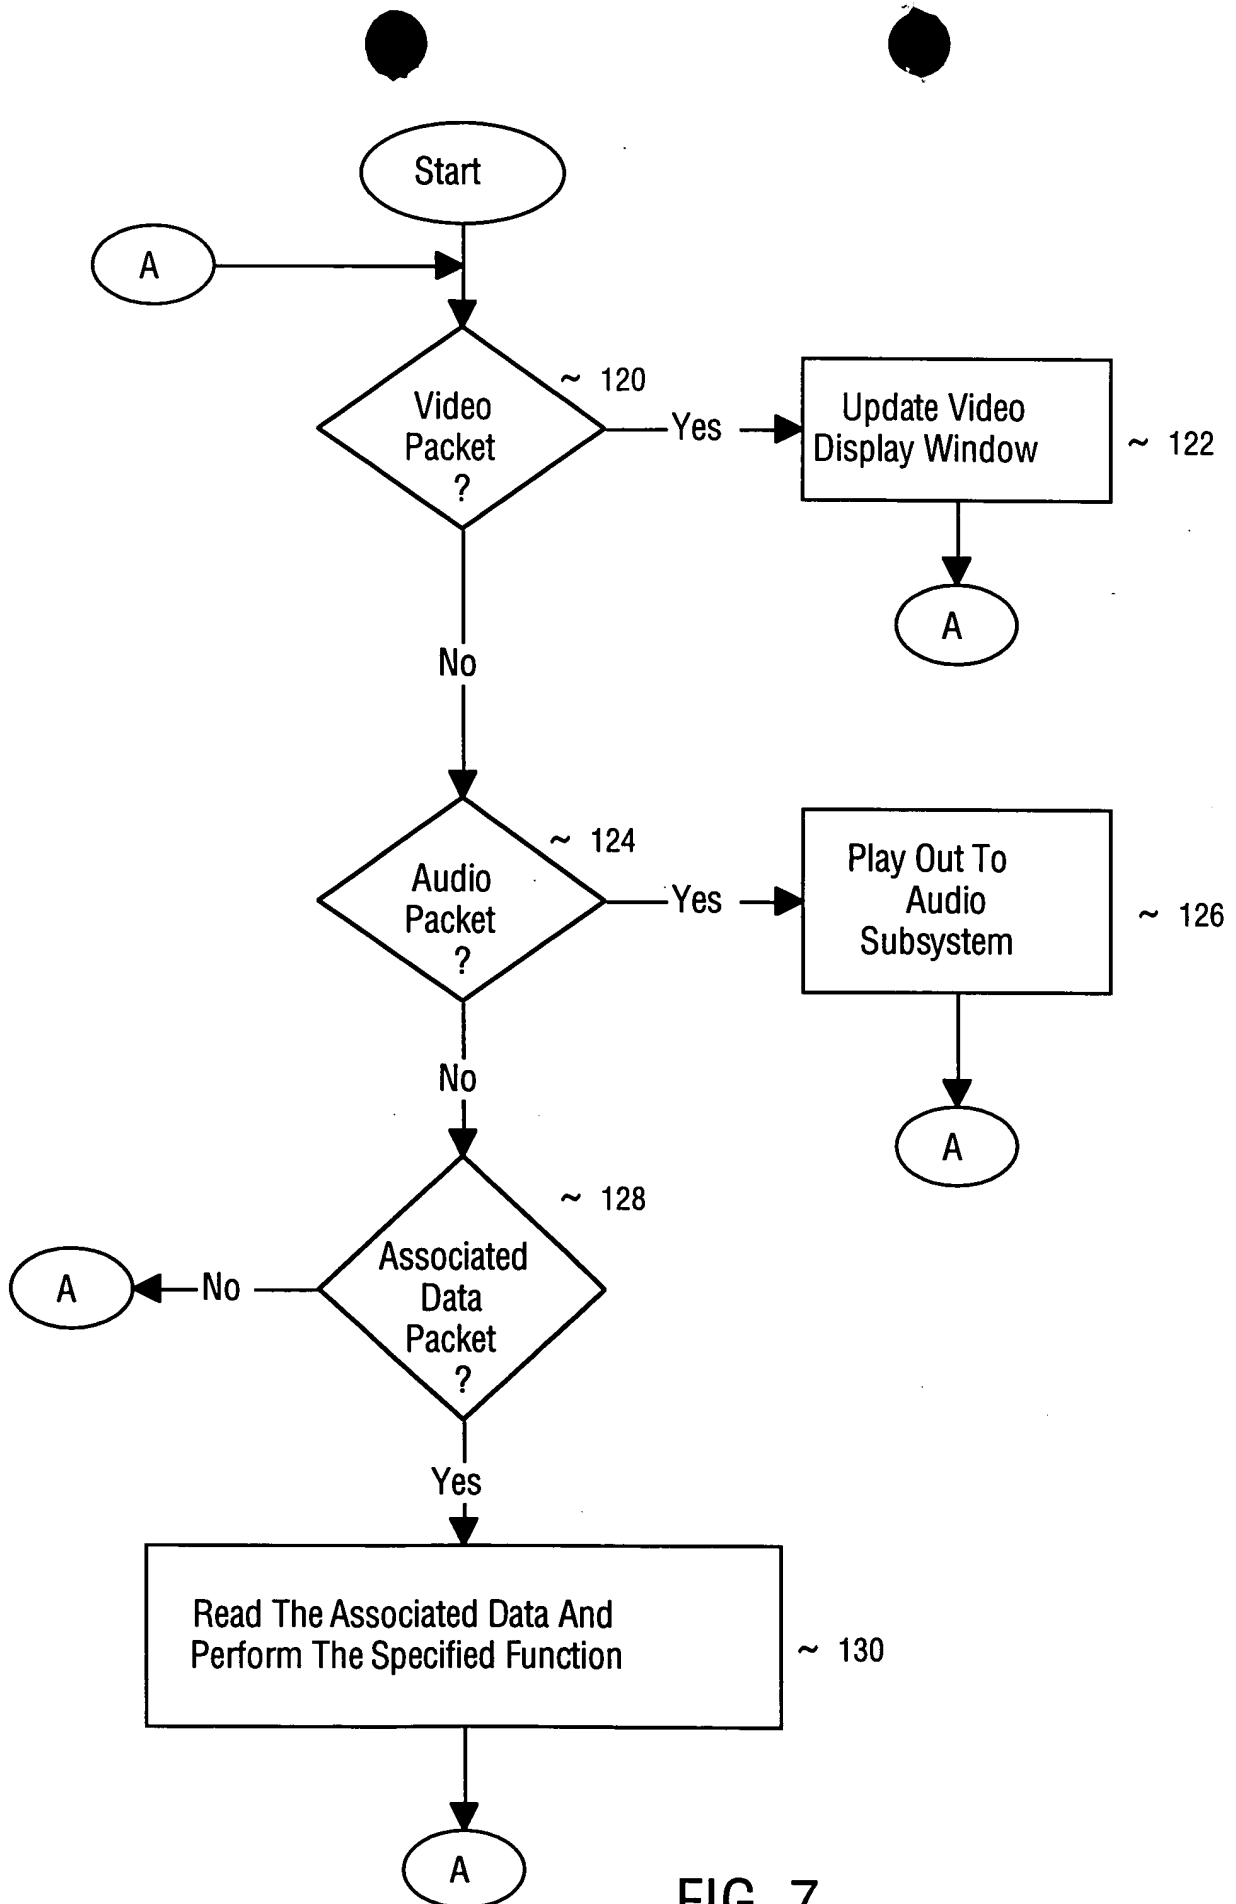 Start
A
Video
Packet
?
~ 120
Yes
Update Video
Display Window
~ 122
A
No
Audio
Packet
?
~ 124
Yes
Play Out To
Audio
Subsystem
~ 126
A
No
Associated
Data
Packet
?
~ 128
No
A
Yes
Read The Associated Data And
Perform The Specified Function
~ 130
A
FIG. 7